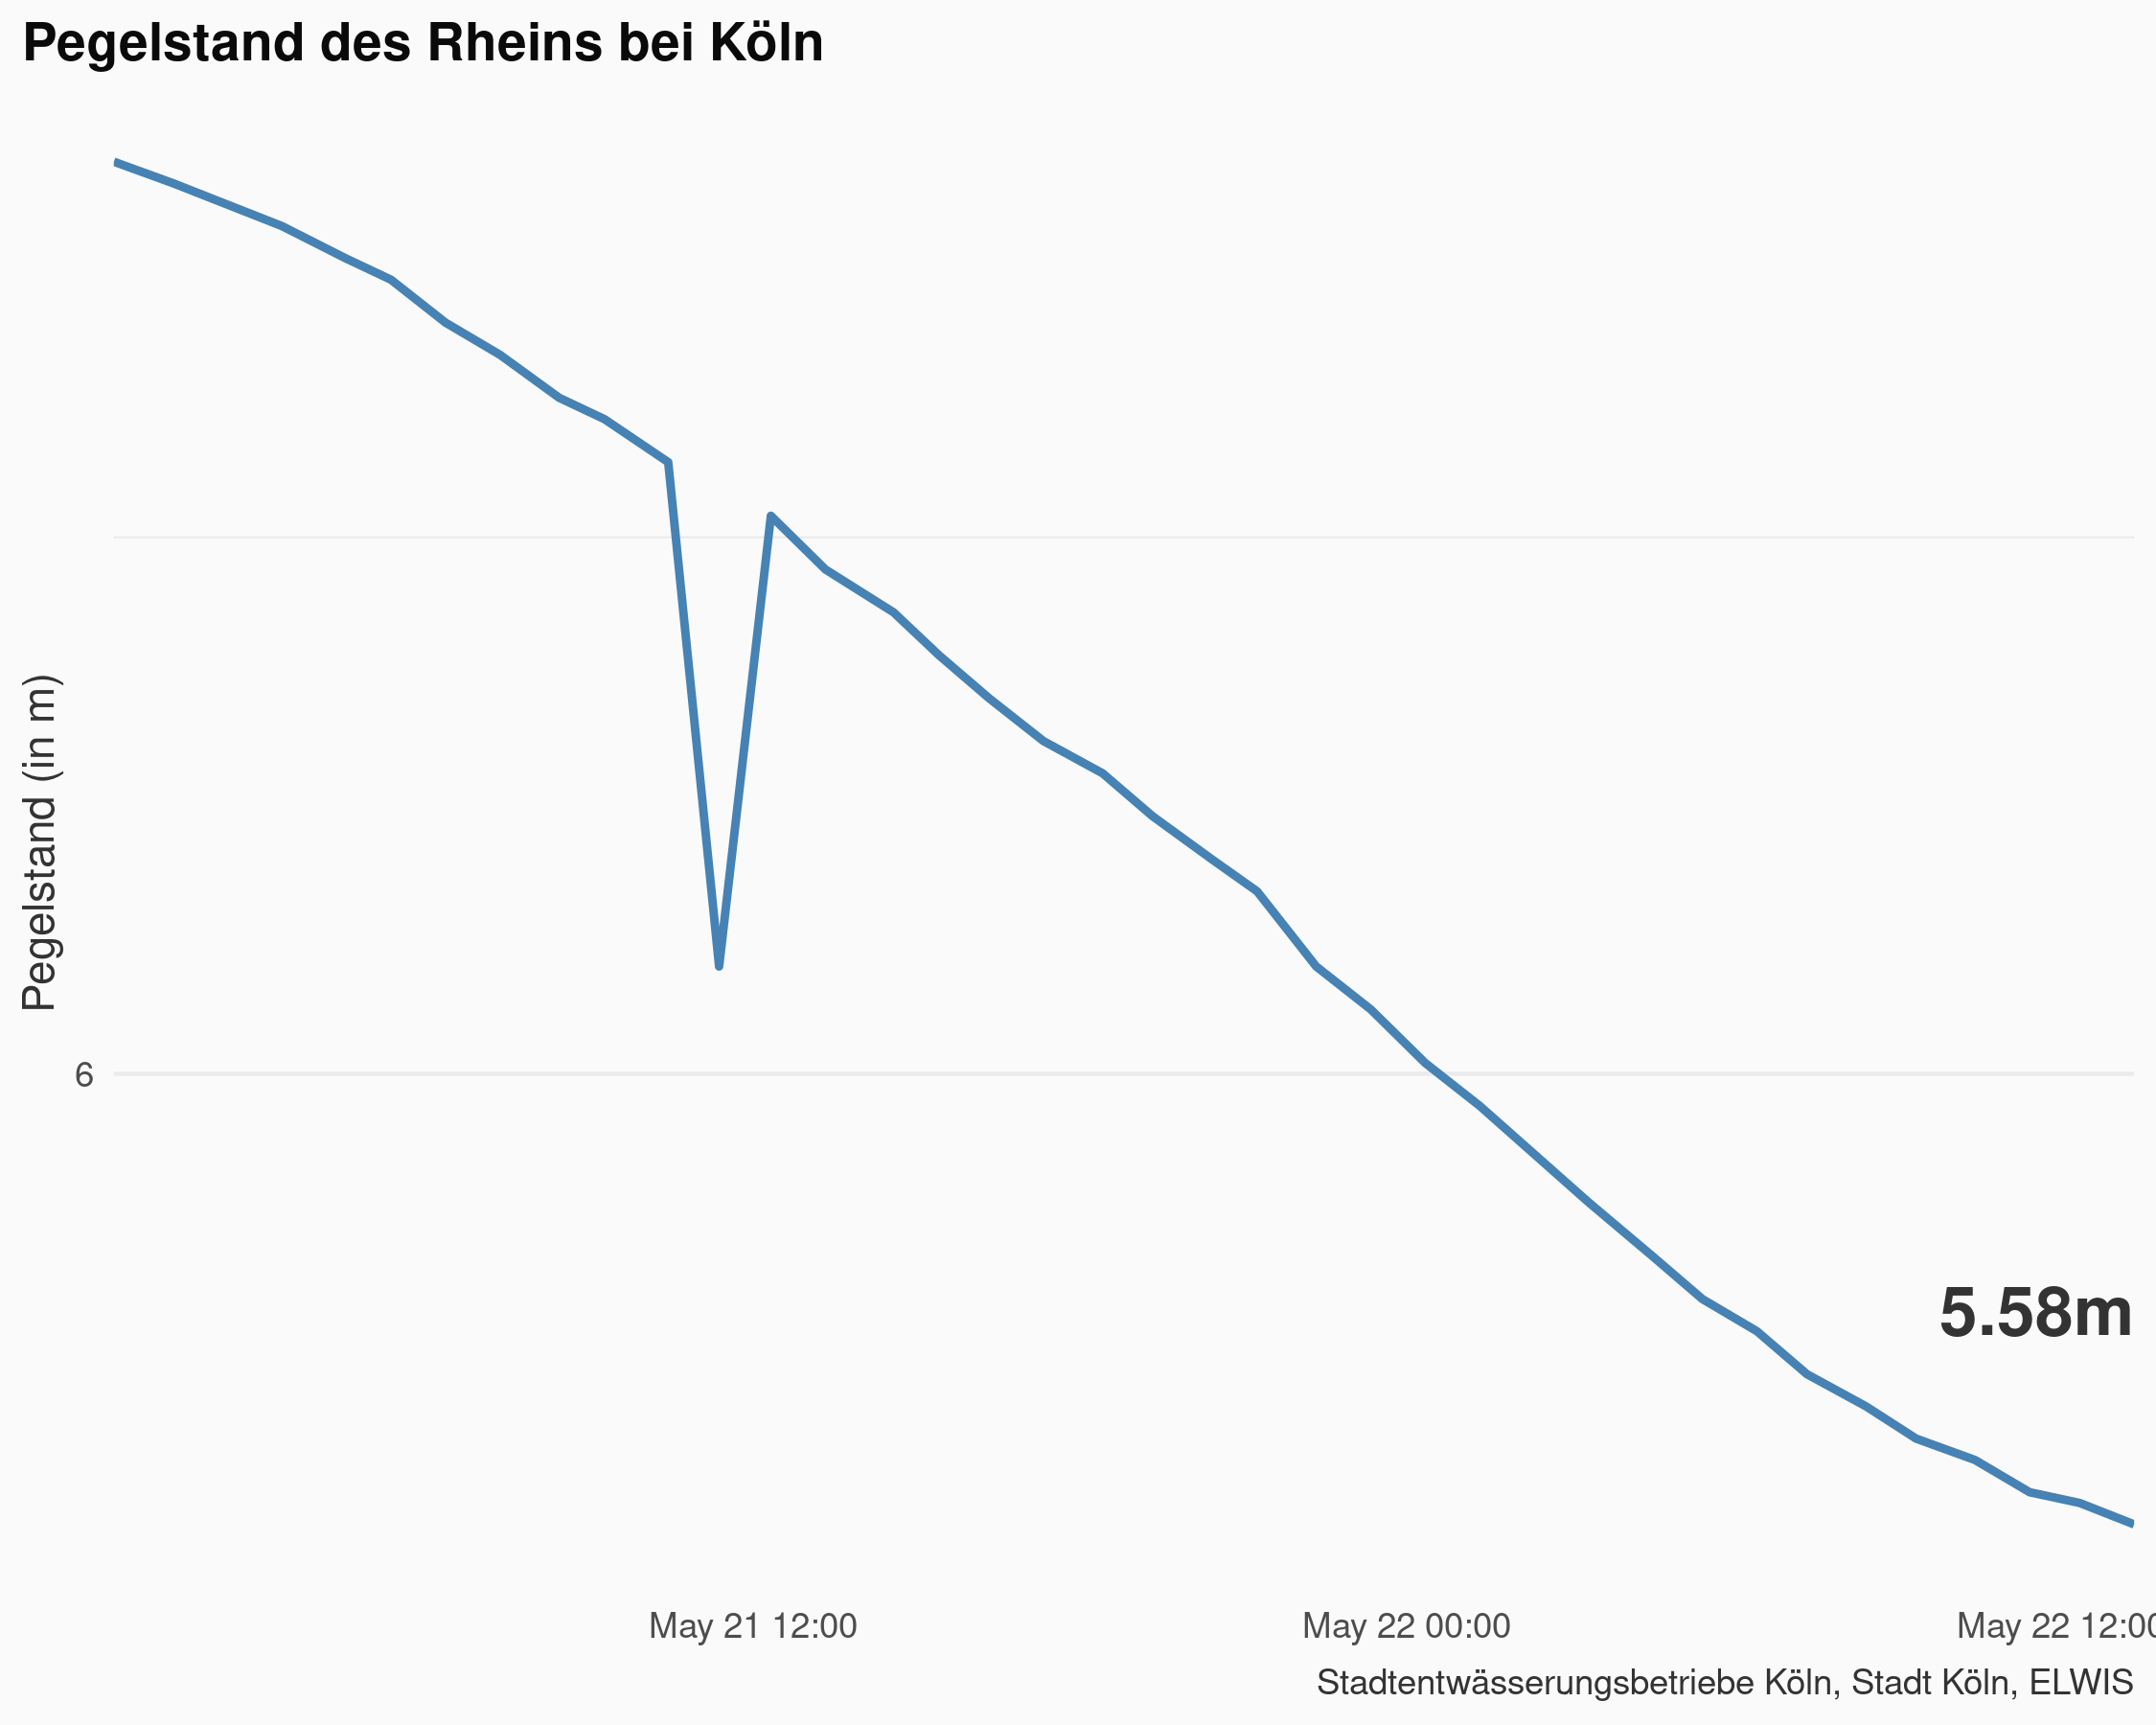 Pegelstand des Rheins bei Köln
Pegelstand (in m)
6
5.58m
May 21 12:00
May 22 00:00
May 22 12:00
Stadtentwässerungsbetriebe Köln, Stadt Köln, ELWIS